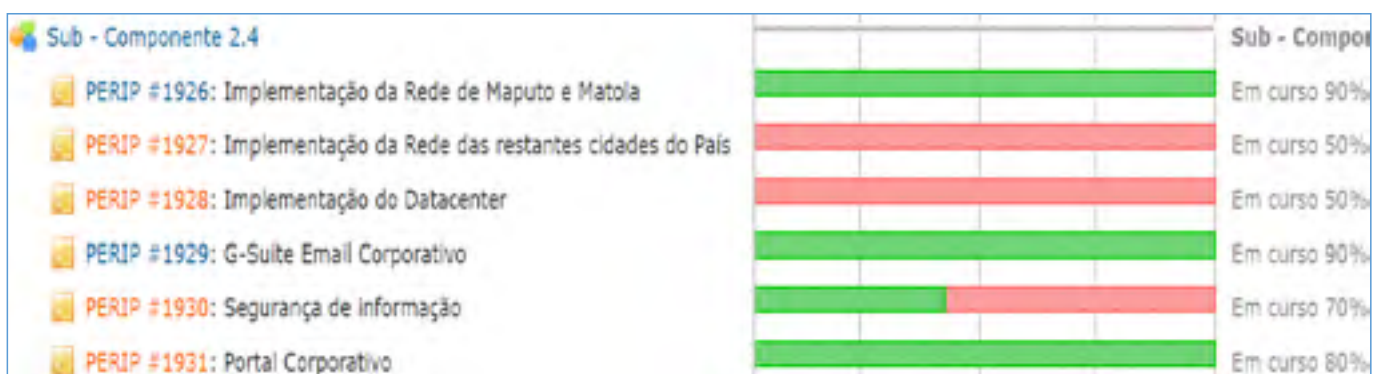 Sub - Componente 2.4 Sub - Compo
PERIP #1926: Implementação da Rede de Maputo e Matola Em curso 90%
PERIP #1927: Implementação da Rede das restantes cidades do País Em curso 50%
PERIP #1928: Implementação do Datacenter Em curso 50%
PERIP #1929: G-Suite Email Corporativo Em curso 90%
PERIP #1930: Segurança de informação Em curso 70%
PERIP #1931: Portal Corporativo Em curso 80%